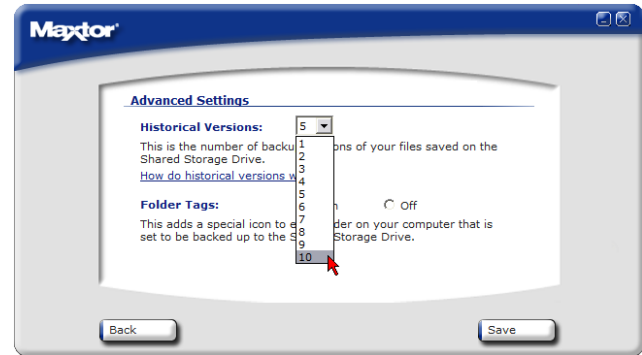 Maxtor
Advanced Settings
Historical Versions:
5
This is the number of backu ons of your files saved on the
Shared Storage Drive.
How do historical versions w
1
2
3
4
5
6
7
8
9
10
Folder Tags:
Off
This adds a special icon to e der on your computer that is
set to be backed up to the S Storage Drive.
Back
Save